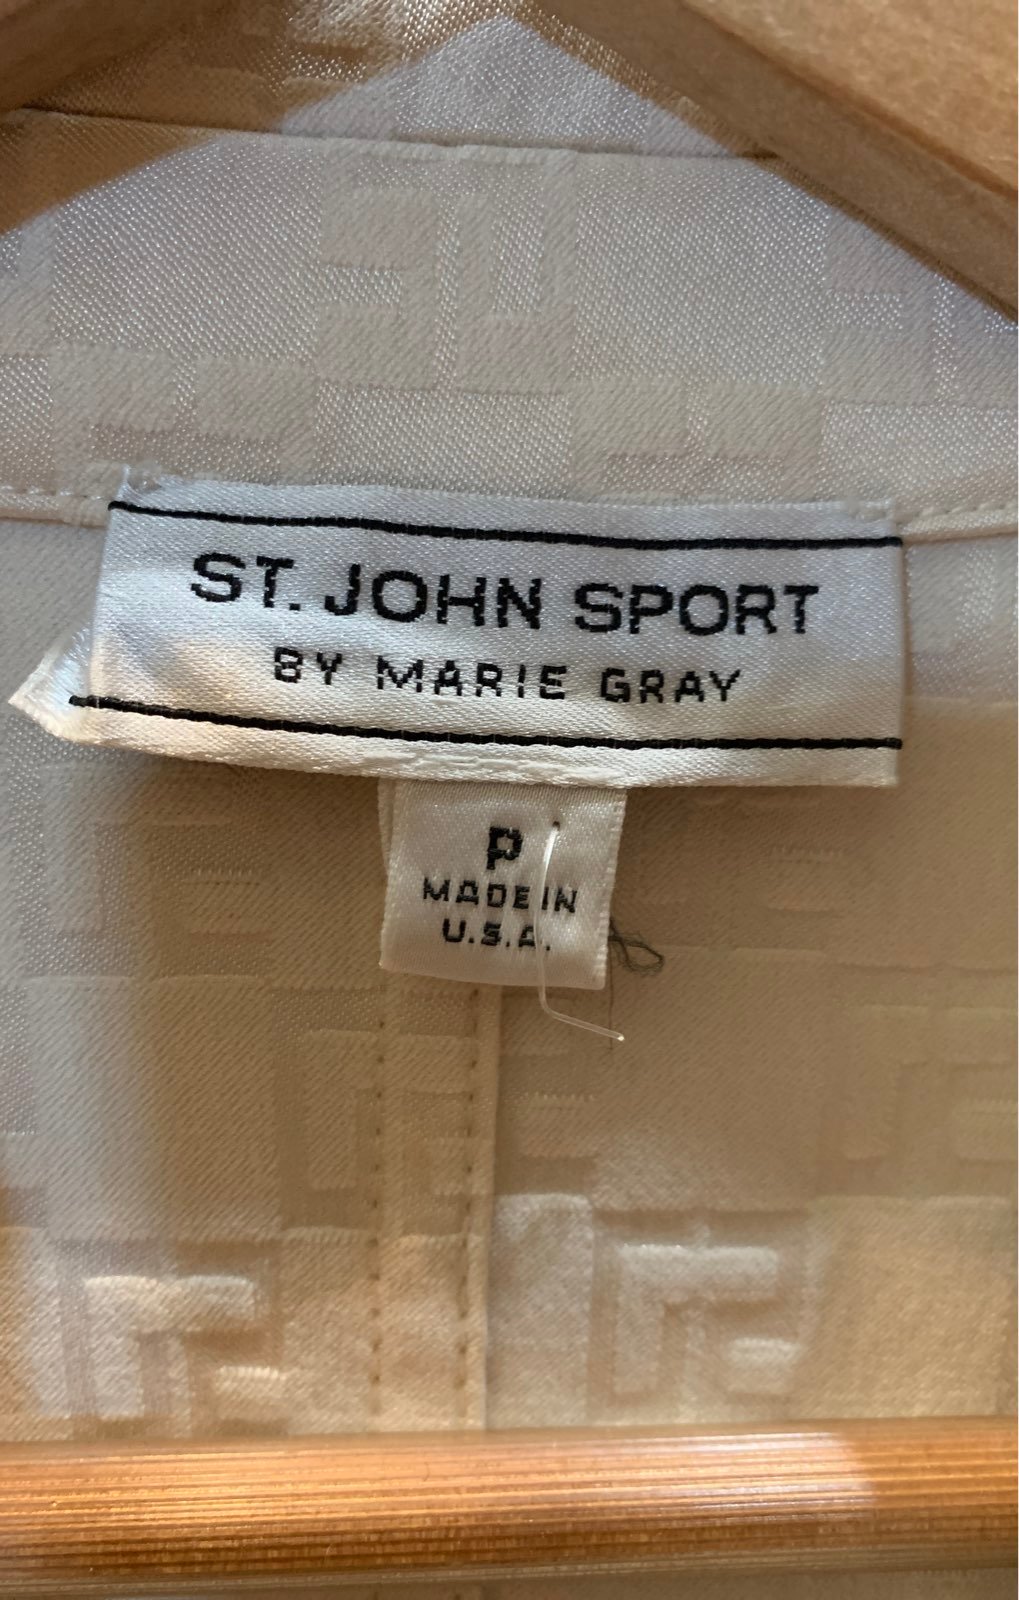 ST. JOHN SPORT
BY MARIE GRAY
P
MADE IN
U.S.A.